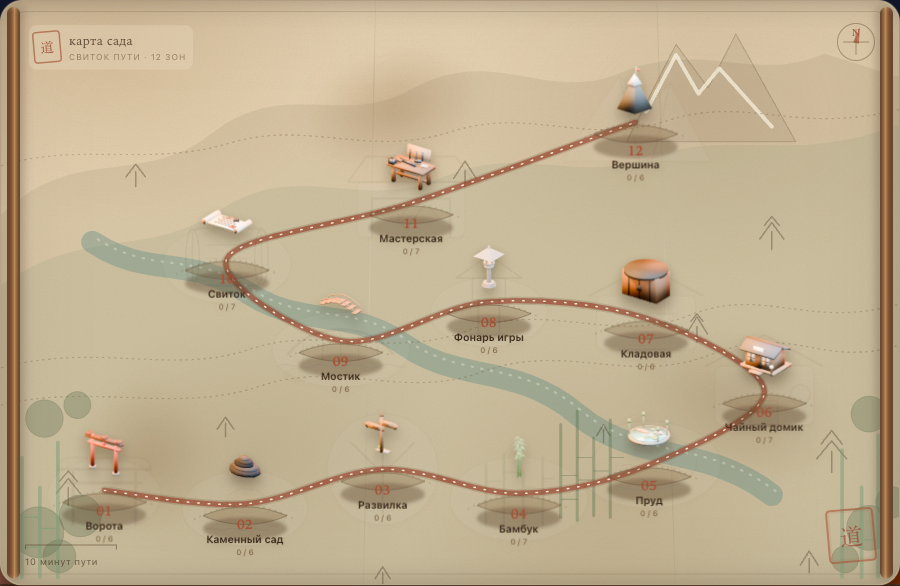 道
карта сада
СВИТОК ПУТИ · 12 ЗОН
N
12
Вершина
0/6
11
Мастерская
0/7
Свиток
0/7
08
Фонарь игры
0/6
07
Кладовая
0/6
09
Мостик
0/6
06
Чайный домик
0/7
03
Развилка
0/6
05
Пруд
0/6
01
Ворота
0/6
02
Каменный сад
0/6
04
Бамбук
0/7
10 минут пути
道